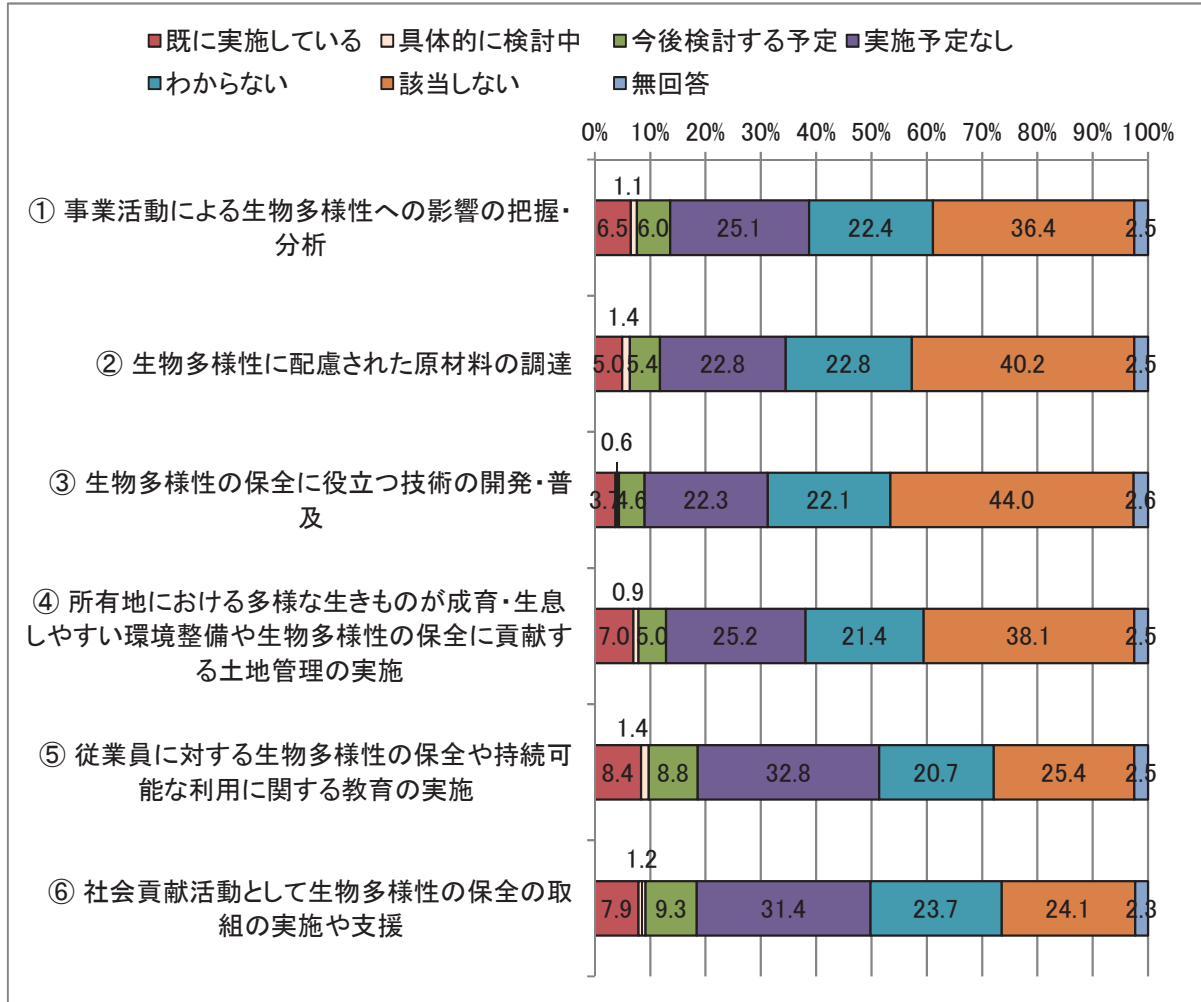 ■既に実施している □具体的に検討中 ■今後検討する予定 ■実施予定なし
■わからない ■該当しない ■無回答
0% 10% 20% 30% 40% 50% 60% 70% 80% 90% 100%
1.1
① 事業活動による生物多様性への影響の把握・
分析
6.5 6.0 25.1 22.4 36.4 2.5
1.4
② 生物多様性に配慮された原材料の調達
5.0 5.4 22.8 22.8 40.2 2.5
0.6
③ 生物多様性の保全に役立つ技術の開発・普
及
3.7 4.6 22.3 22.1 44.0 2.6
0.9
④ 所有地における多様な生きものが成育・生息
しやすい環境整備や生物多様性の保全に貢献す
る土地管理の実施
7.0 5.0 25.2 21.4 38.1 2.5
1.4
⑤ 従業員に対する生物多様性の保全や持続可
能な利用に関する教育の実施
8.4 8.8 32.8 20.7 25.4 2.5
1.2
⑥ 社会貢献活動として生物多様性の保全の取
組の実施や支援
7.9 9.3 31.4 23.7 24.1 2.3